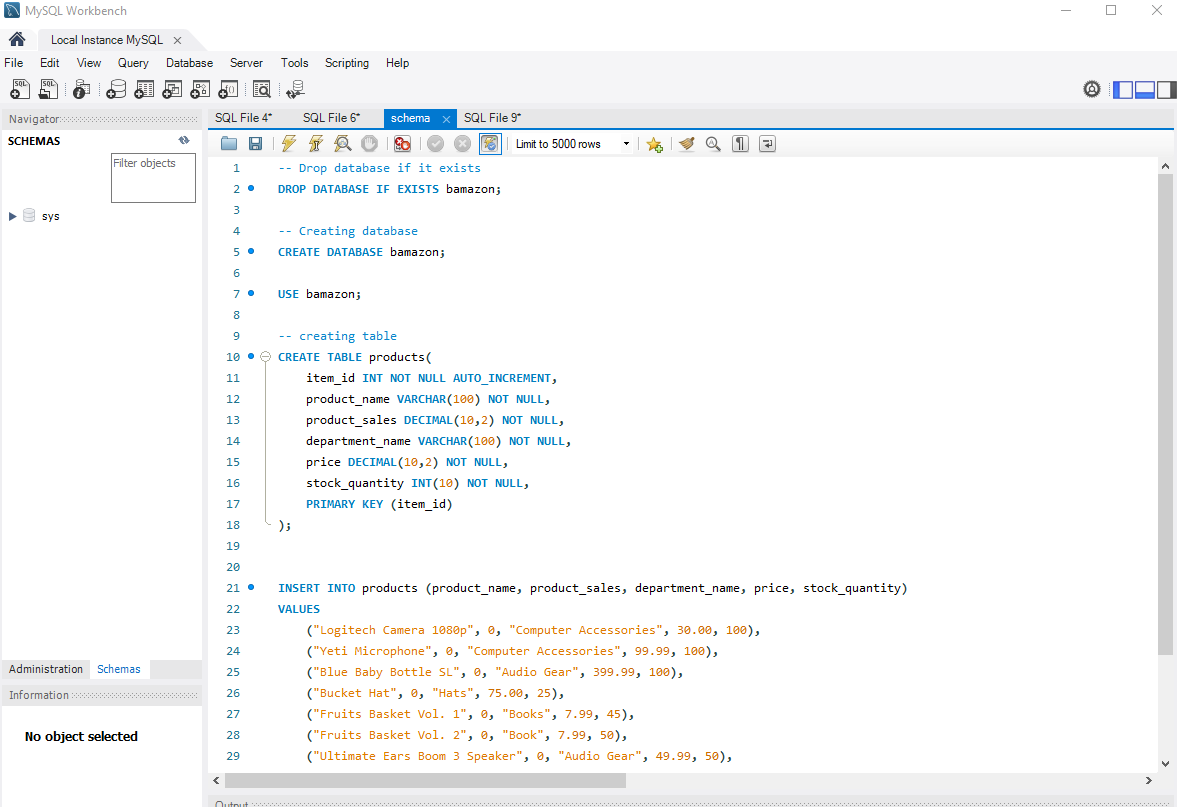 MySQL Workbench
Local Instance MySQL
File Edit View Query Database Server Tools Scripting Help
Navigator
SCHEMAS
Filter objects
sys
SQL File 4* SQL File 6* schema SQL File 9*
Limit to 5000 rows
1 -- Drop database if it exists
2 DROP DATABASE IF EXISTS bamazon;
3
4 -- Creating database
5 CREATE DATABASE bamazon;
6
7 USE bamazon;
8
9 -- creating table
10 CREATE TABLE products(
11 item_id INT NOT NULL AUTO_INCREMENT,
12 product_name VARCHAR(100) NOT NULL,
13 product_sales DECIMAL(10,2) NOT NULL,
14 department_name VARCHAR(100) NOT NULL,
15 price DECIMAL(10,2) NOT NULL,
16 stock_quantity INT(10) NOT NULL,
17 PRIMARY KEY (item_id)
18 );
19
20
21 INSERT INTO products (product_name, product_sales, department_name, price, stock_quantity)
22 VALUES
23 ("Logitech Camera 1080p", 0, "Computer Accessories", 30.00, 100),
24 ("Yeti Microphone", 0, "Computer Accessories", 99.99, 100),
25 ("Blue Baby Bottle SL", 0, "Audio Gear", 399.99, 100),
26 ("Bucket Hat", 0, "Hats", 75.00, 25),
27 ("Fruits Basket Vol. 1", 0, "Books", 7.99, 45),
28 ("Fruits Basket Vol. 2", 0, "Book", 7.99, 50),
29 ("Ultimate Ears Boom 3 Speaker", 0, "Audio Gear", 49.99, 50),
Administration Schemas
Information
No object selected
Output